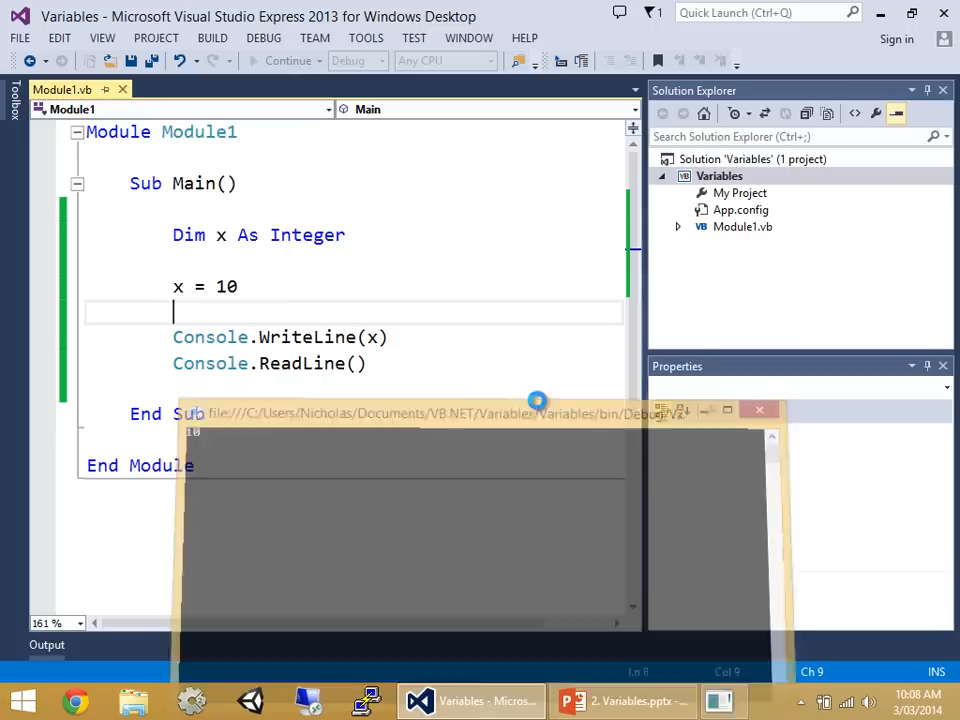 Variables - Microsoft Visual Studio Express 2013 for Windows Desktop
1
Quick Launch (Ctrl+Q)
FILE EDIT VIEW PROJECT BUILD DEBUG TEAM TOOLS TEST WINDOW HELP
Sign in
Continue Debug Any CPU
Toolbox
Module1.vb
Module1 Main
Module Module1
Sub Main()
Dim x As Integer
x = 10
Console.WriteLine(x)
Console.ReadLine()
End Sub
End Module
file:///C:/Users/Nicholas/Documents/VB.NET/Variables/Variables/bin/Debug/Va
10
161 %
Output
Solution Explorer
Search Solution Explorer (Ctrl+;)
Solution 'Variables' (1 project)
Variables
My Project
App.config
Module1.vb
Properties
Ln 8 Col 9 Ch 9 INS
Variables - Micros...
2. Variables.pptx - ...
10:08 AM
3/03/2014